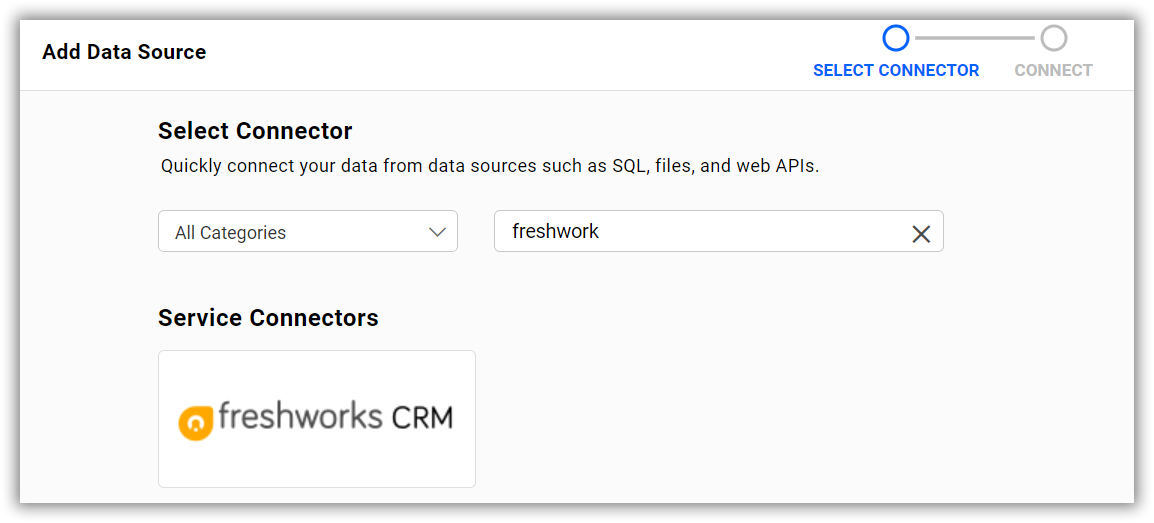 Add Data Source
SELECT CONNECTOR
CONNECT
Select Connector
Quickly connect your data from data sources such as SQL, files, and web APIs.
All Categories
freshwork
Service Connectors
freshworks CRM